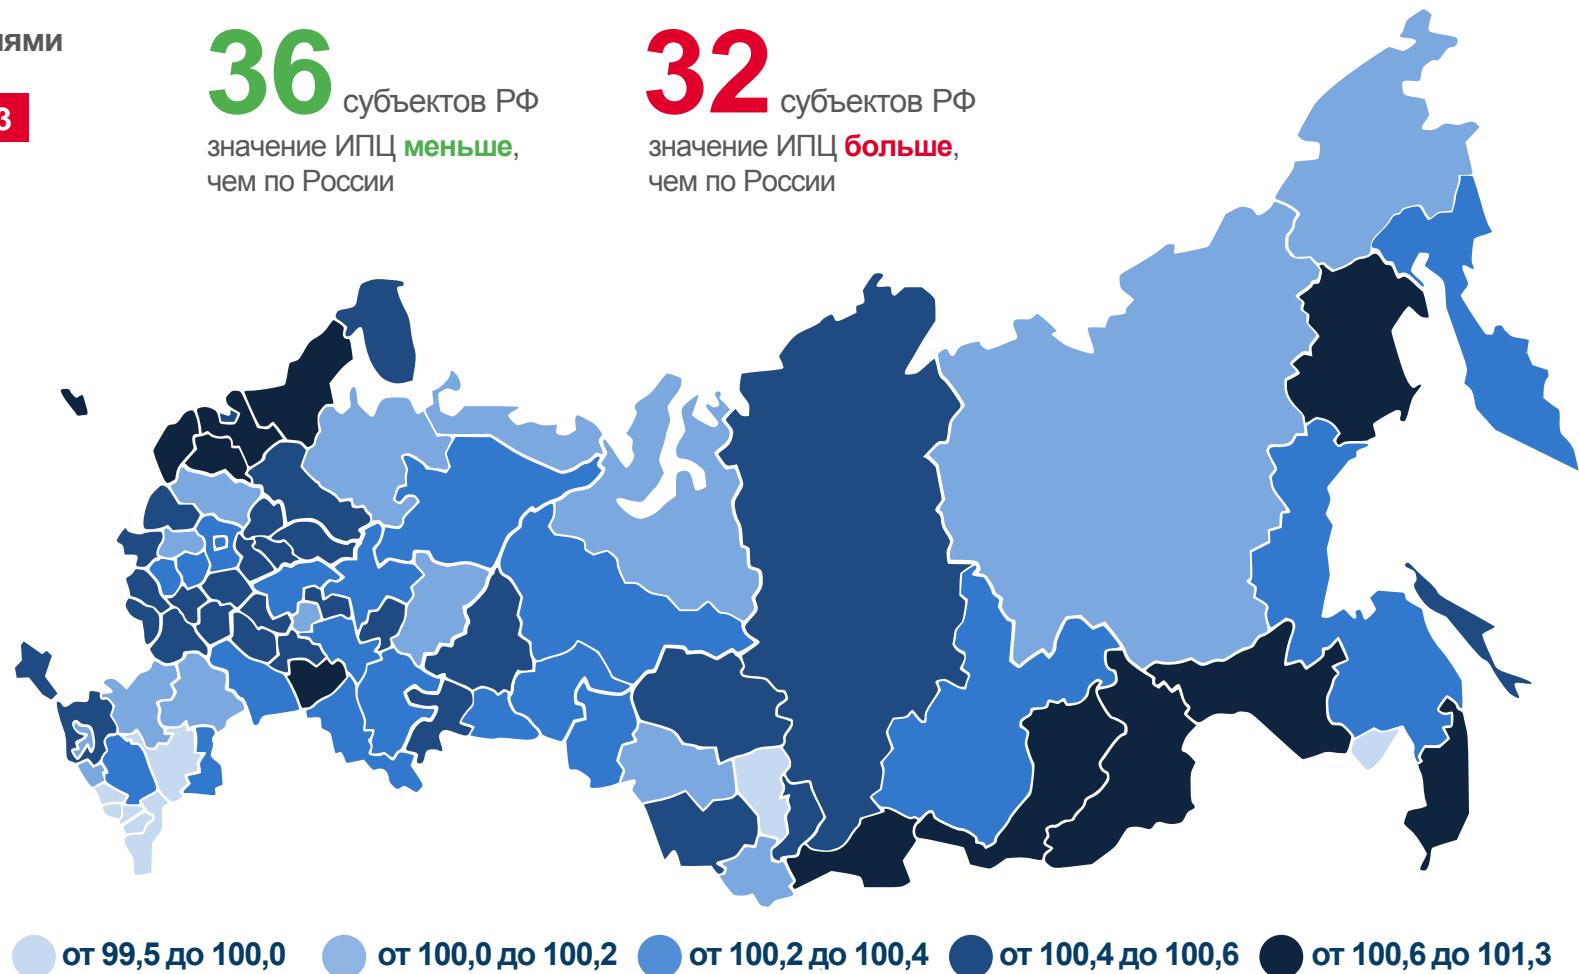 36 субъектов РФ
значение ИПЦ меньше,
чем по России
32 субъектов РФ
значение ИПЦ больше,
чем по России
3
от 99,5 до 100,0
от 100,0 до 100,2
от 100,2 до 100,4
от 100,4 до 100,6
от 100,6 до 101,3